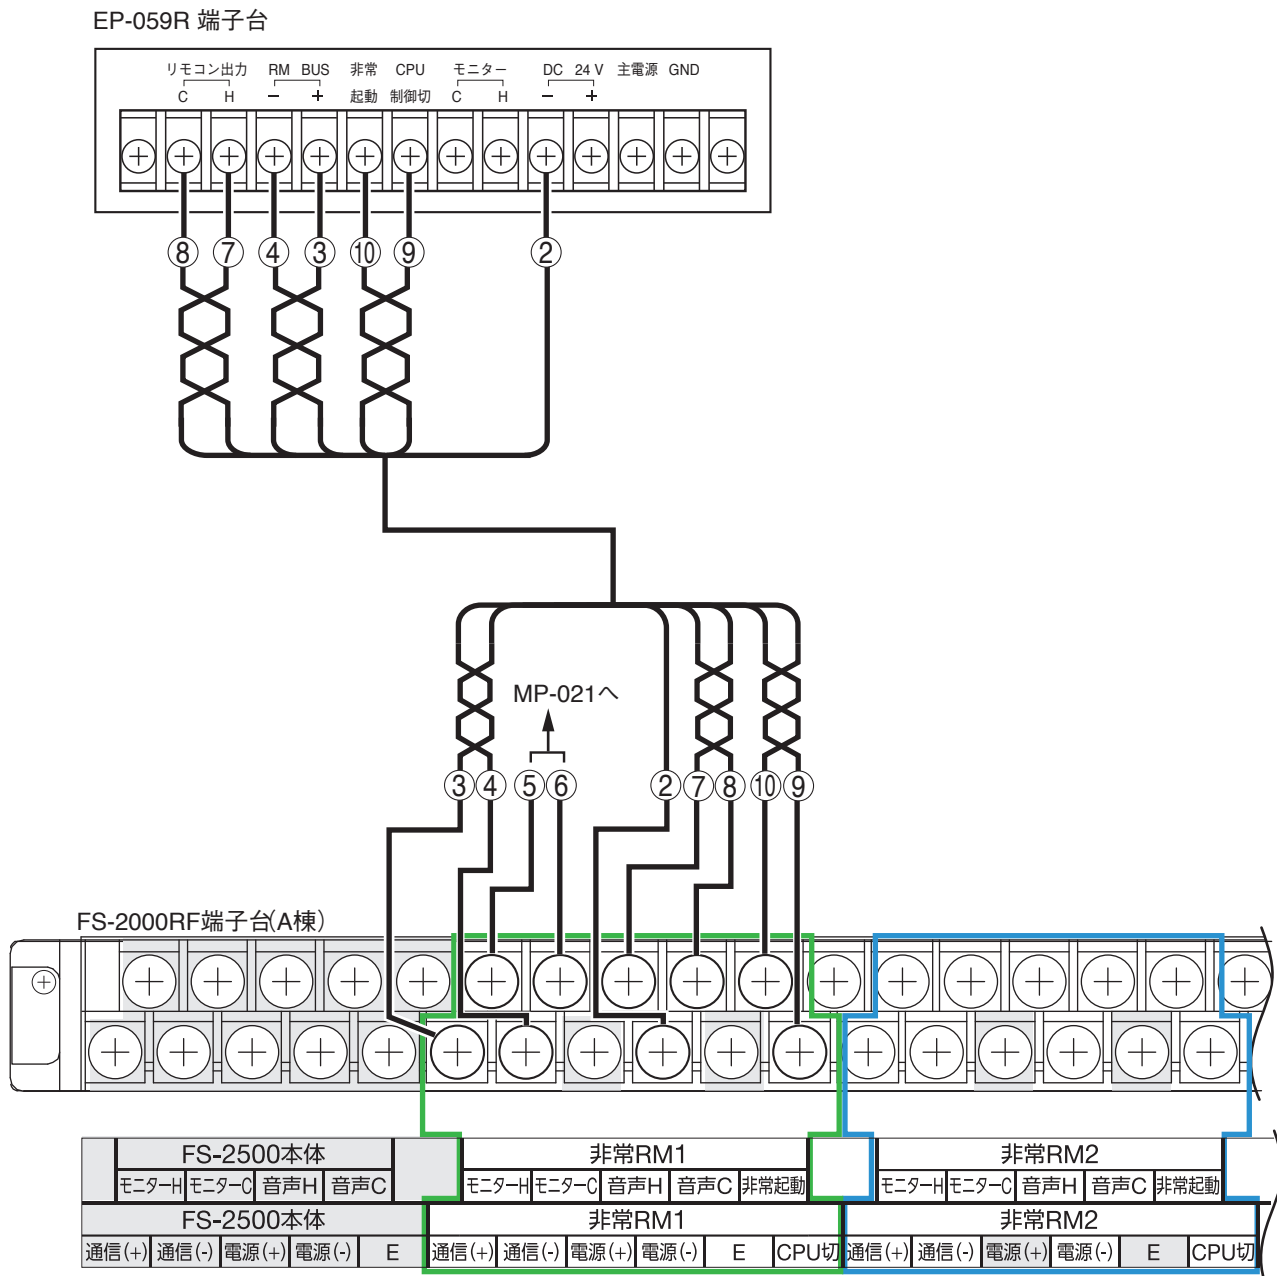 EP-059R 端子台
リモコン出力 RM BUS 非常 CPU モニター DC 24 V 主電源 GND
C H − + 起動 制御切 C H − +
⑧ ⑦ ④ ③ ⑩ ⑨ ②
MP-021へ
③ ④ ⑤ ⑥ ② ⑦ ⑧ ⑩ ⑨
FS-2000RF端子台(A棟)
FS-2500本体 非常RM1 非常RM2
モニターH モニターC 音声H 音声C モニターH モニターC 音声H 音声C 非常起動 モニターH モニターC 音声H 音声C 非常起動
FS-2500本体 非常RM1 非常RM2
通信(+) 通信(-) 電源(+) 電源(-) E 通信(+) 通信(-) 電源(+) 電源(-) E CPU切 通信(+) 通信(-) 電源(+) 電源(-) E CPU切